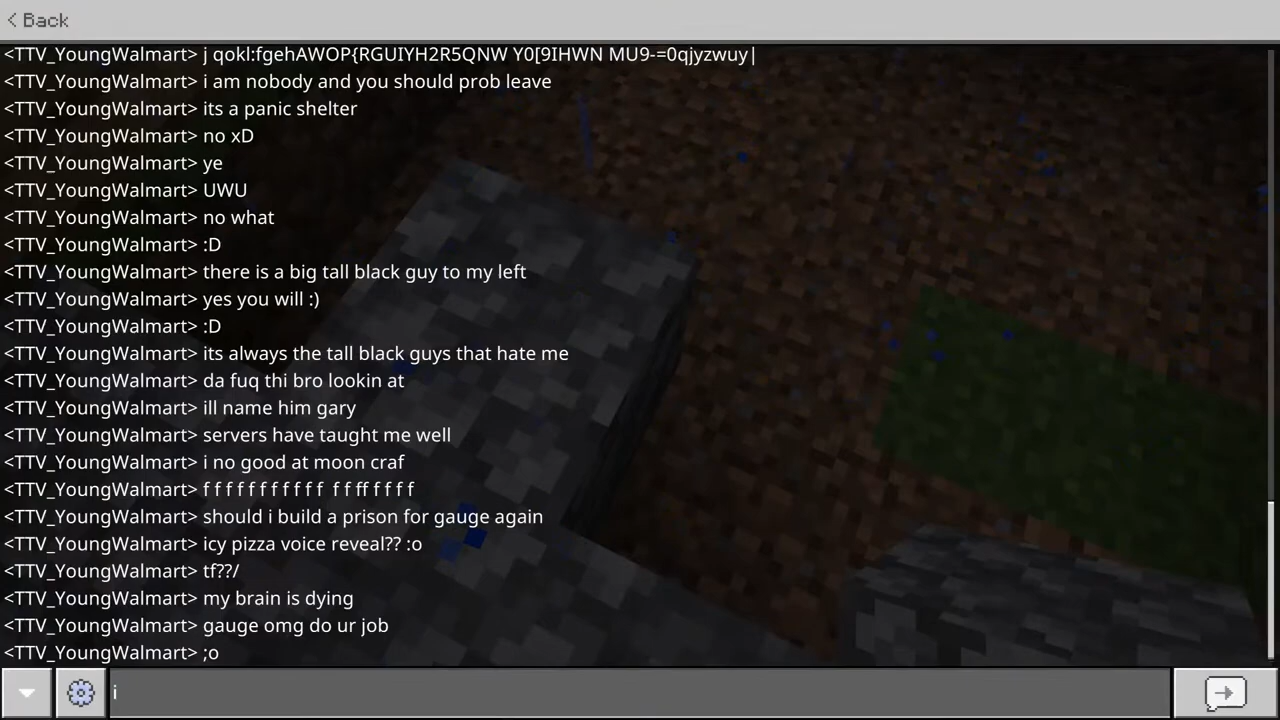 < Back
<TTV_YoungWalmart> j qokl:fgehAWOP{RGUIYH2R5QNW Y0[9IHWN MU9-=0qjyzwuy|
<TTV_YoungWalmart> i am nobody and you should prob leave
<TTV_YoungWalmart> its a panic shelter
<TTV_YoungWalmart> no xD
<TTV_YoungWalmart> ye
<TTV_YoungWalmart> UWU
<TTV_YoungWalmart> no what
<TTV_YoungWalmart> :D
<TTV_YoungWalmart> there is a big tall black guy to my left
<TTV_YoungWalmart> yes you will :)
<TTV_YoungWalmart> :D
<TTV_YoungWalmart> its always the tall black guys that hate me
<TTV_YoungWalmart> da fuq thi bro lookin at
<TTV_YoungWalmart> ill name him gary
<TTV_YoungWalmart> servers have taught me well
<TTV_YoungWalmart> i no good at moon craf
<TTV_YoungWalmart> f f f f f f f f f f f  f f ff f f f f
<TTV_YoungWalmart> should i build a prison for gauge again
<TTV_YoungWalmart> icy pizza voice reveal?? :o
<TTV_YoungWalmart> tf??/
<TTV_YoungWalmart> my brain is dying
<TTV_YoungWalmart> gauge omg do ur job
<TTV_YoungWalmart> ;o
i